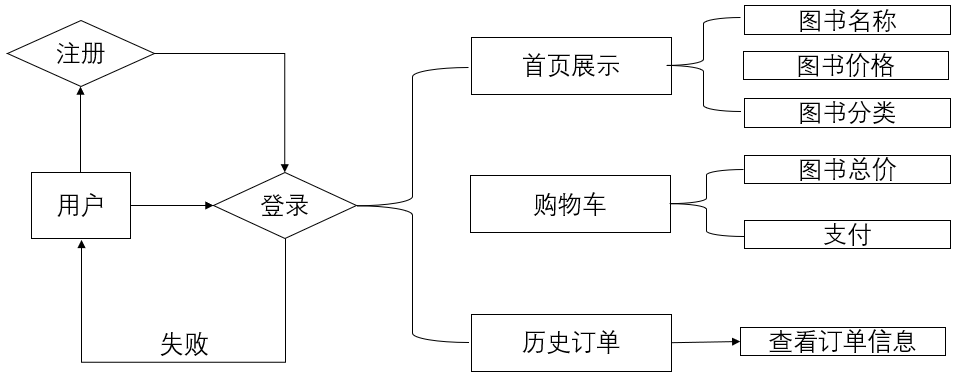 注册
用户
登录
失败
首页展示
图书名称
图书价格
图书分类
购物车
图书总价
支付
历史订单
查看订单信息